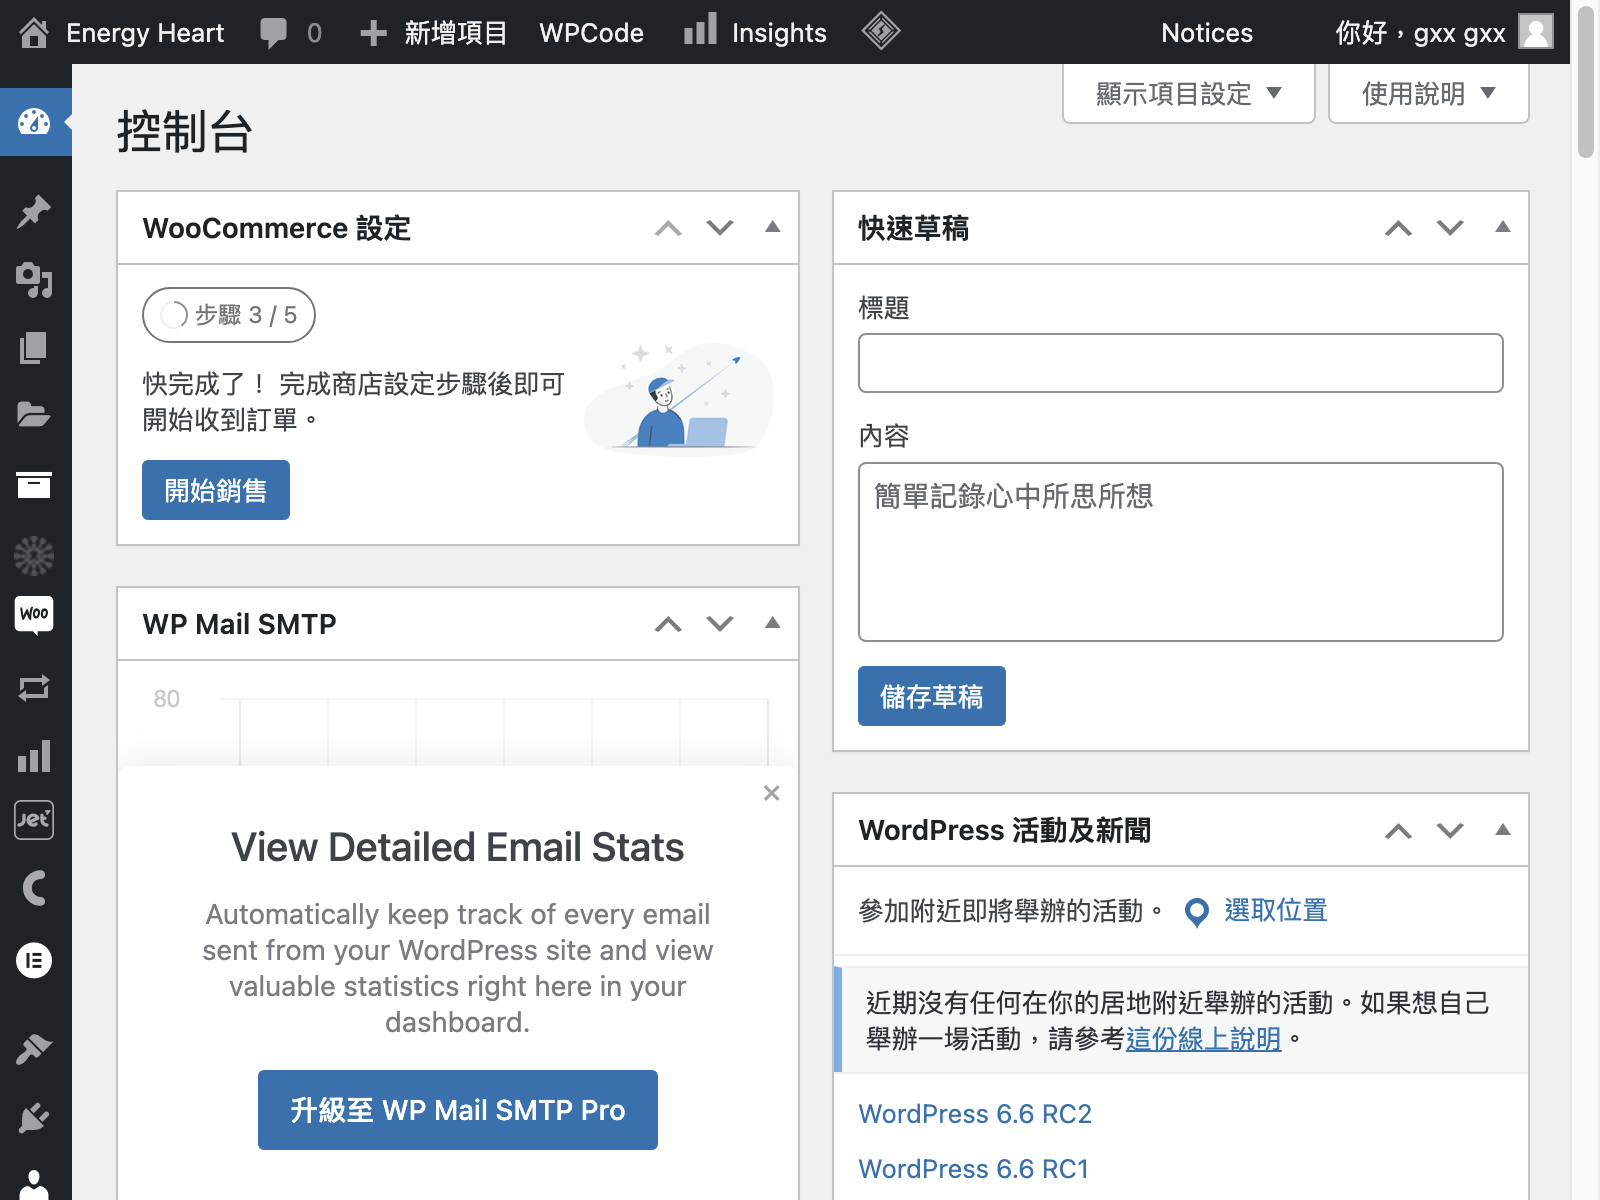 Energy Heart
0
新增項目
WPCode
Insights
Notices
你好，gxx gxx
顯示項目設定
使用說明
控制台
WooCommerce 設定
步驟 3 / 5
快完成了！ 完成商店設定步驟後即可
開始收到訂單。
開始銷售
WP Mail SMTP
80
View Detailed Email Stats
Automatically keep track of every email
sent from your WordPress site and view
valuable statistics right here in your
dashboard.
升級至 WP Mail SMTP Pro
快速草稿
標題
內容
簡單記錄心中所思所想
儲存草稿
WordPress 活動及新聞
參加附近即將舉辦的活動。 選取位置
近期沒有任何在你的居地附近舉辦的活動。如果想自己
舉辦一場活動，請參考這份線上說明。
WordPress 6.6 RC2
WordPress 6.6 RC1
Woo
Jet